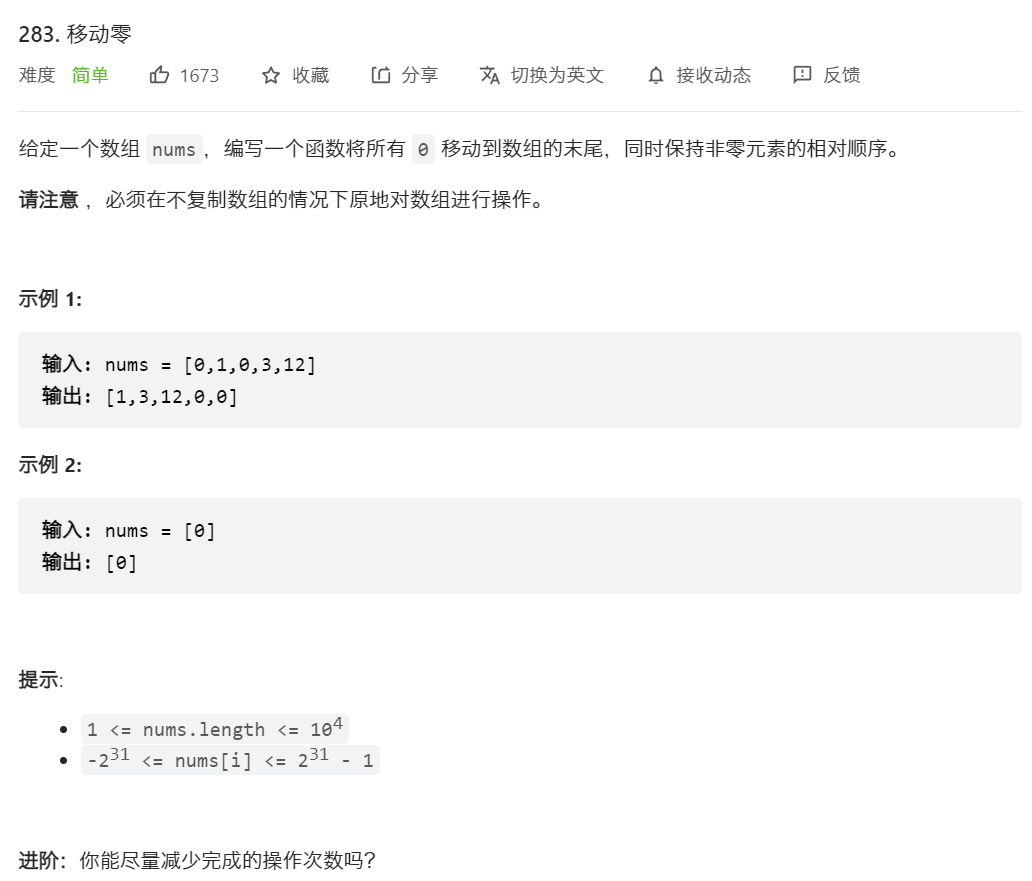 283. 移动零
难度 简单 1673 收藏 分享 切换为英文 接收动态 反馈
给定一个数组 nums，编写一个函数将所有 0 移动到数组的末尾，同时保持非零元素的相对顺序。
请注意 ，必须在不复制数组的情况下原地对数组进行操作。
示例 1:
输入: nums = [0,1,0,3,12]
输出: [1,3,12,0,0]
示例 2:
输入: nums = [0]
输出: [0]
提示:
1 <= nums.length <= 10⁴
-2³¹ <= nums[i] <= 2³¹ - 1
进阶：你能尽量减少完成的操作次数吗？